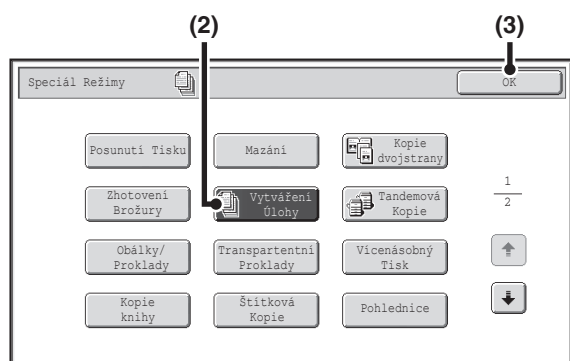 (2)
(3)
Speciál Režimy
OK
Posunutí Tisku
Mazání
Kopie
dvojstrany
Zhotoveni
Brožury
Vytváření
Úlohy
Tandemová
Kopie
1
2
Obálky/
Proklady
Transpartentní
Proklady
Vícenásobný
Tisk
Kopie
knihy
Štítková
Kopie
Pohlednice